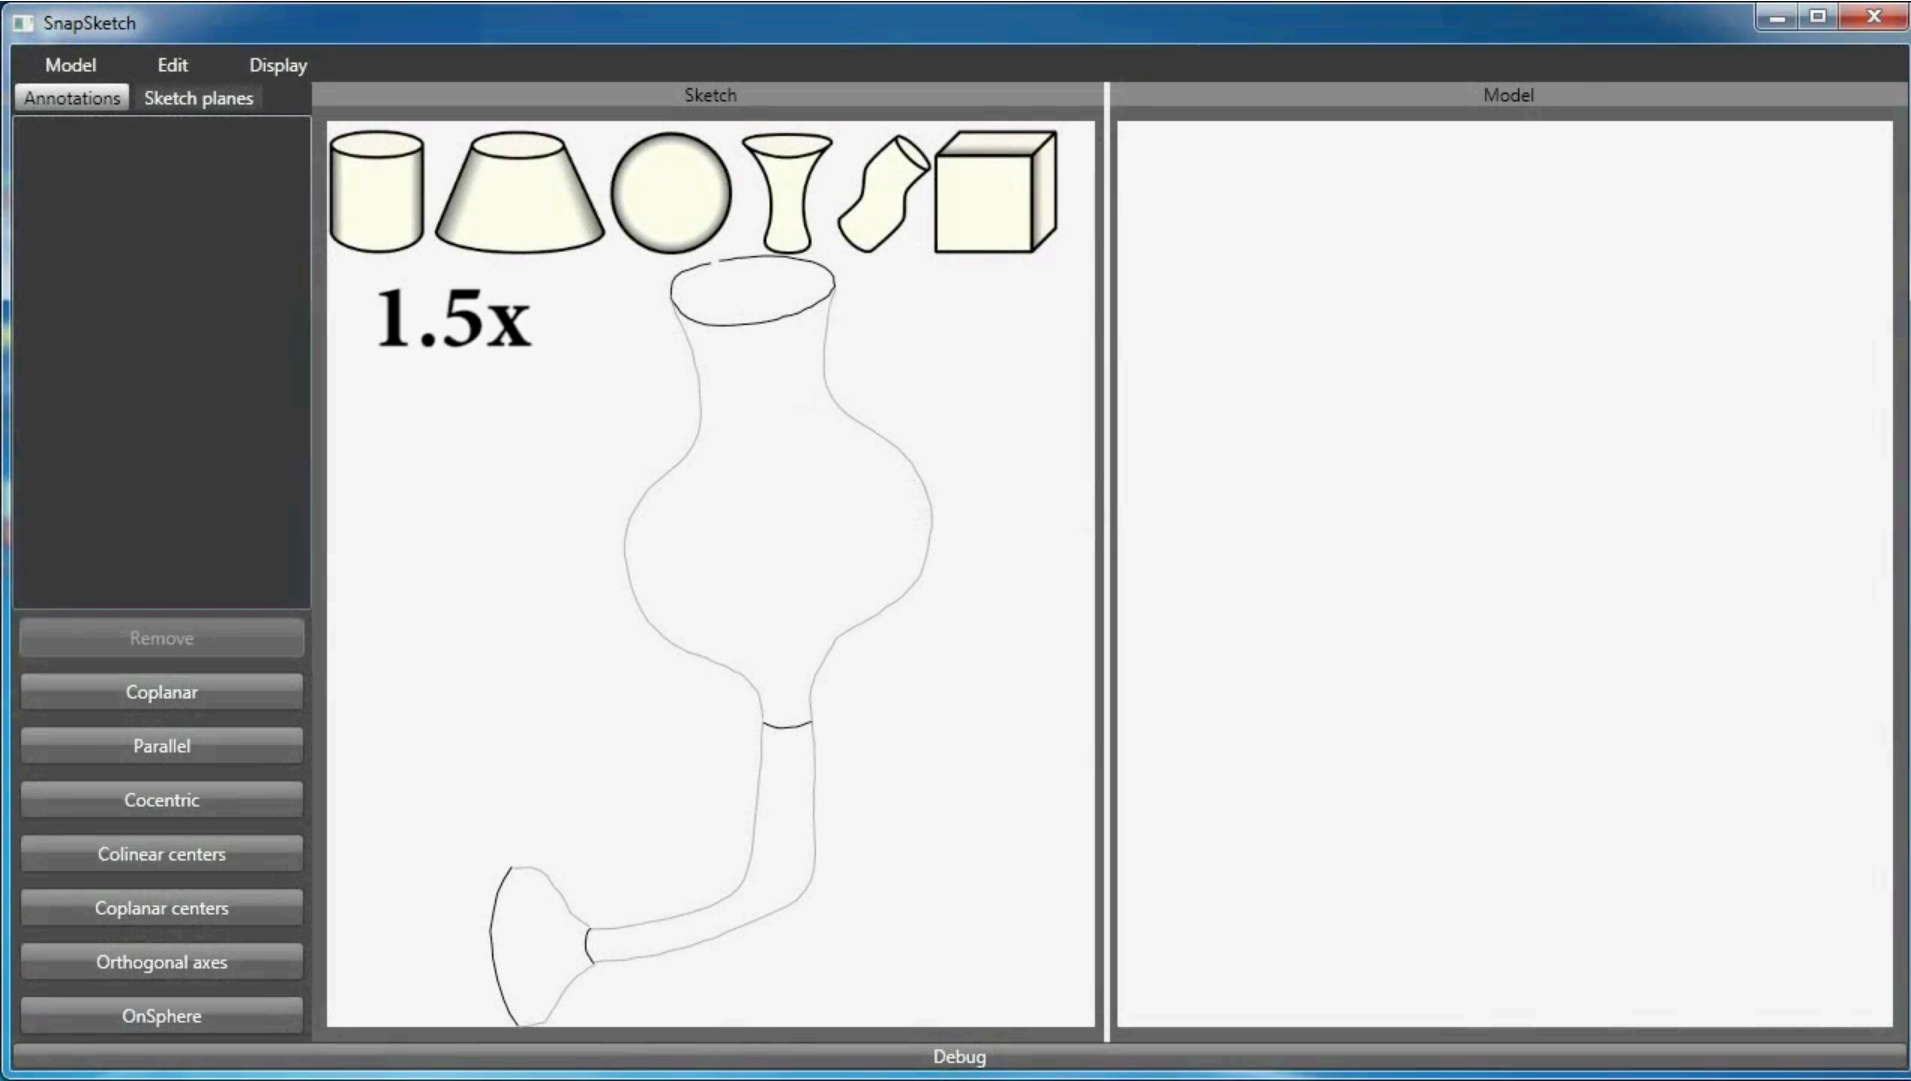 SnapSketch
Model Edit Display
Annotations Sketch planes
Sketch
Model
1.5x
Remove
Coplanar
Parallel
Cocentric
Colinear centers
Coplanar centers
Orthogonal axes
OnSphere
Debug